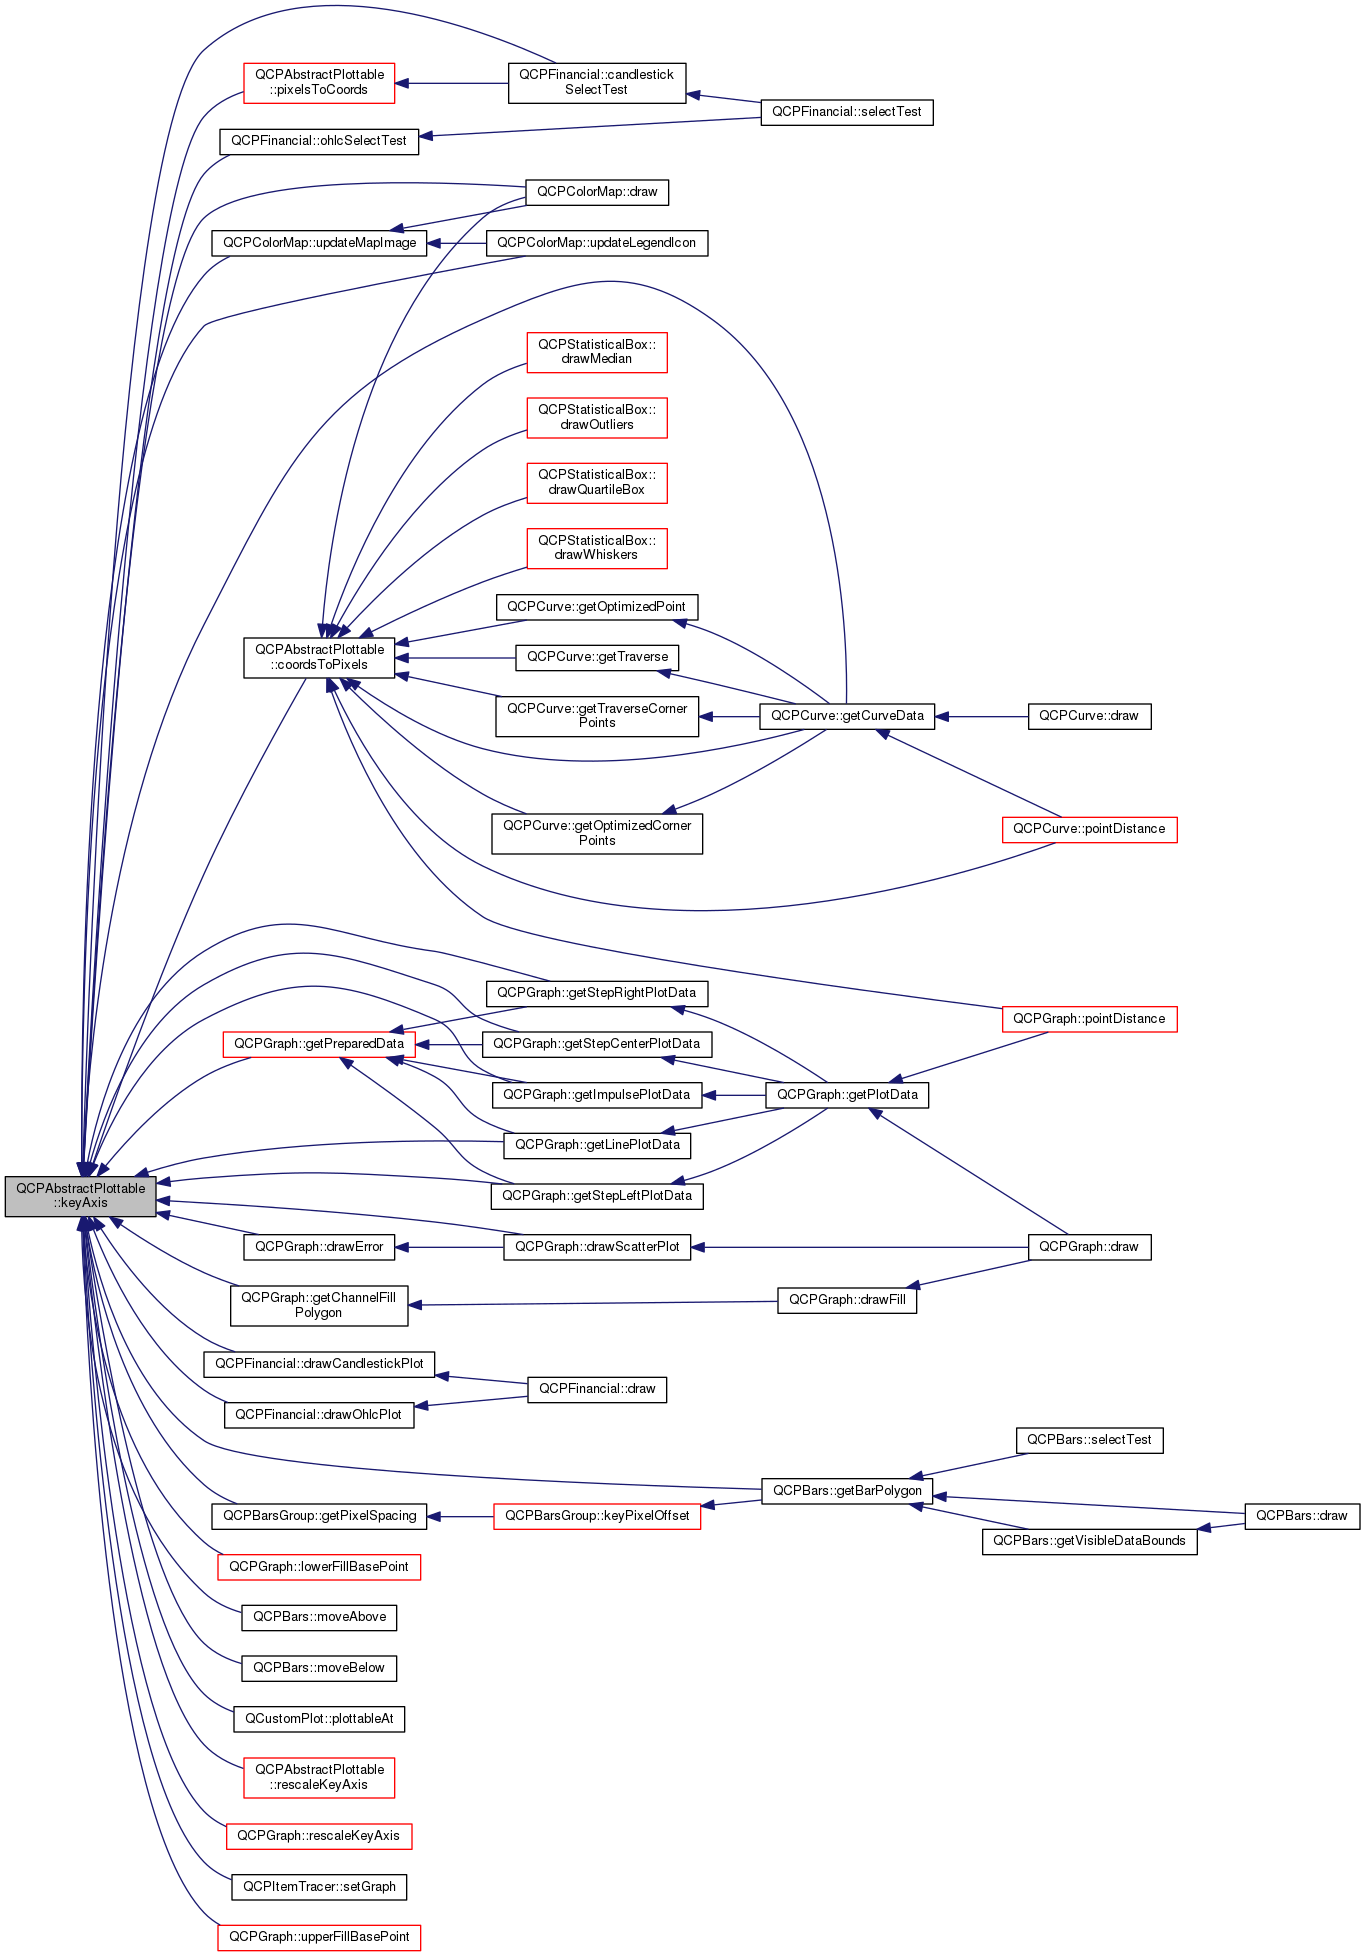 QCPAbstractPlottable
::pixelsToCoords
QCPFinancial::candlestick
SelectTest
QCPFinancial::selectTest
QCPFinancial::ohlcSelectTest
QCPColorMap::draw
QCPColorMap::updateMapImage
QCPColorMap::updateLegendIcon
QCPStatisticalBox::
drawMedian
QCPStatisticalBox::
drawOutliers
QCPStatisticalBox::
drawQuartileBox
QCPStatisticalBox::
drawWhiskers
QCPCurve::getOptimizedPoint
QCPAbstractPlottable
::coordsToPixels
QCPCurve::getTraverse
QCPCurve::getTraverseCorner
Points
QCPCurve::getCurveData
QCPCurve::draw
QCPCurve::getOptimizedCorner
Points
QCPCurve::pointDistance
QCPGraph::getStepRightPlotData
QCPGraph::pointDistance
QCPGraph::getPreparedData
QCPGraph::getStepCenterPlotData
QCPGraph::getImpulsePlotData
QCPGraph::getPlotData
QCPGraph::getLinePlotData
QCPAbstractPlottable
::keyAxis
QCPGraph::getStepLeftPlotData
QCPGraph::drawError
QCPGraph::drawScatterPlot
QCPGraph::draw
QCPGraph::getChannelFill
Polygon
QCPGraph::drawFill
QCPFinancial::drawCandlestickPlot
QCPFinancial::draw
QCPFinancial::drawOhlcPlot
QCPBars::selectTest
QCPBars::getBarPolygon
QCPBarsGroup::getPixelSpacing
QCPBarsGroup::keyPixelOffset
QCPBars::draw
QCPBars::getVisibleDataBounds
QCPGraph::lowerFillBasePoint
QCPBars::moveAbove
QCPBars::moveBelow
QCustomPlot::plottableAt
QCPAbstractPlottable
::rescaleKeyAxis
QCPGraph::rescaleKeyAxis
QCPItemTracer::setGraph
QCPGraph::upperFillBasePoint